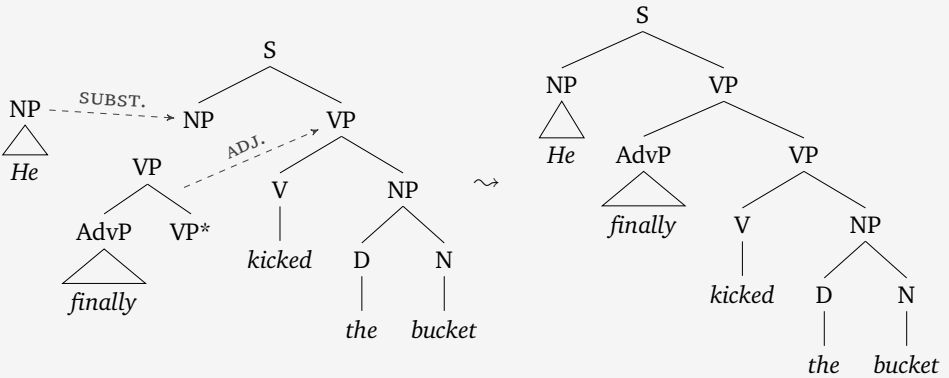 S
NP SUBST. NP VP
He ADJ.
VP V NP
AdvP VP* kicked D N
finally the bucket
⤳
S
NP VP
He AdvP VP
finally V NP
kicked D N
the bucket